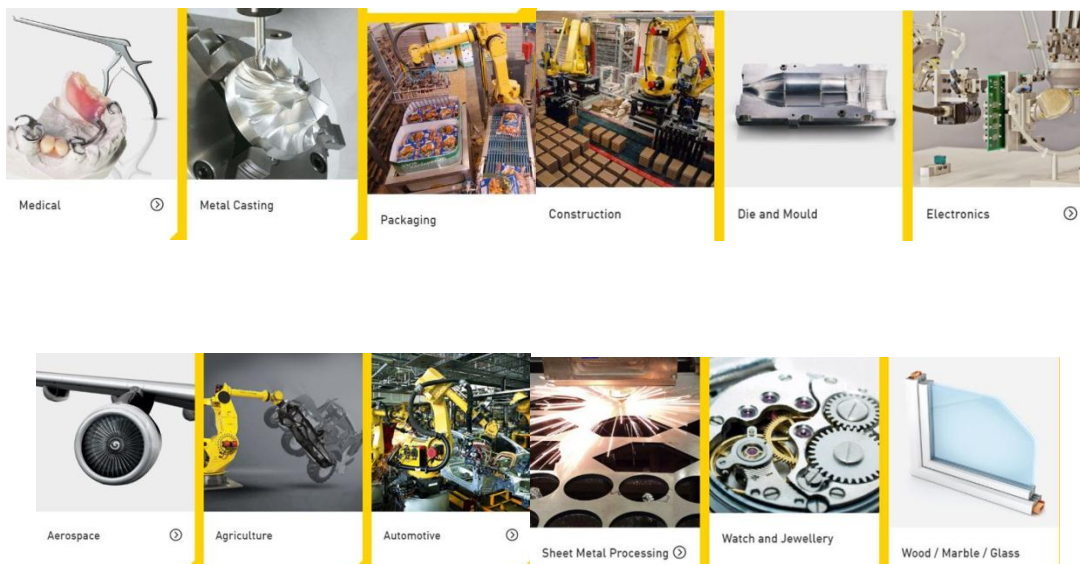 Medical
Metal Casting
Packaging
Construction
Die and Mould
Electronics
Aerospace
Agriculture
Automotive
Sheet Metal Processing
Watch and Jewellery
Wood / Marble / Glass